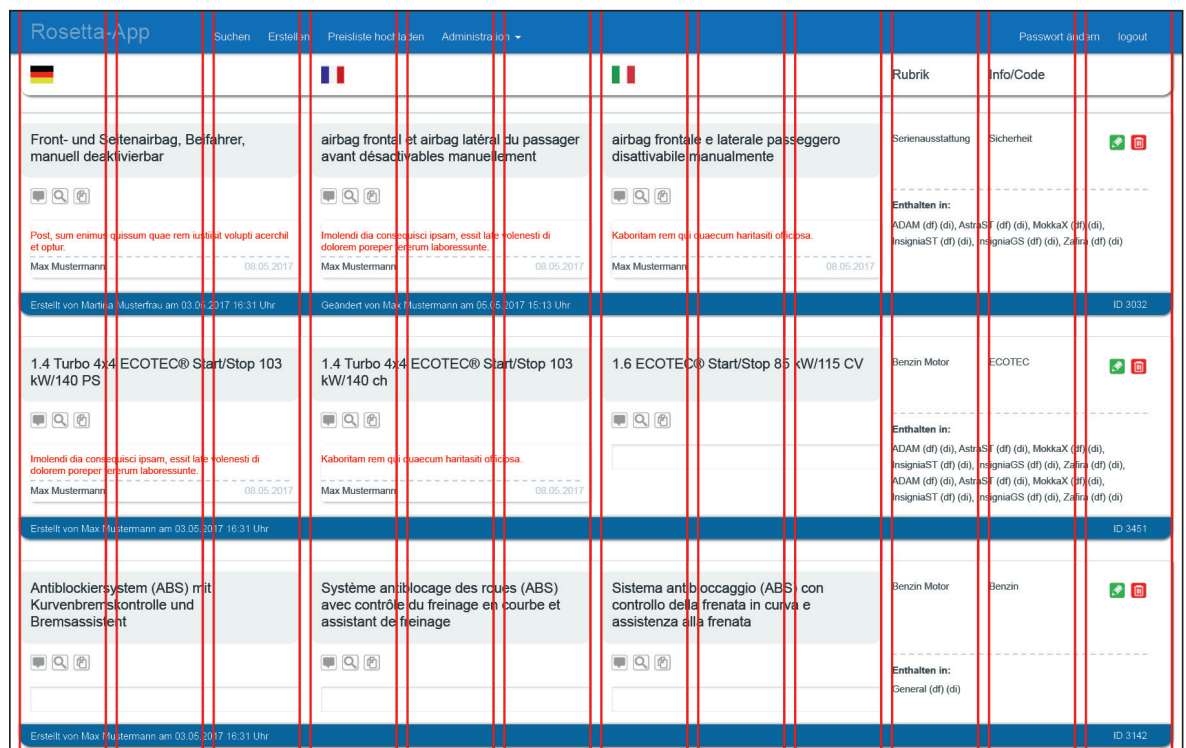 Rosetta-App Suchen Erstellen Preisliste hochladen Administration Passwort ändern logout
Rubrik Info/Code
Front- und Seitenairbag, Beifahrer,
manuell deaktivierbar
airbag frontal et airbag latéral du passager
avant désactivables manuellement
airbag frontale e laterale passeggero
disattivabile manualmente
Serienausstattung Sicherheit
Post, sum enimus quissum quae rem iustiisit volupti acerchil
et optur.
Max Mustermann 08.05.2017
Imolendi dia consequisci ipsam, essit late volenesti di
dolorem poreper fererum laboressunte.
Max Mustermann 08.05.2017
Kaboritam rem qui quaecum haritasiti officiosa.
Max Mustermann 08.05.2017
Enthalten in:
ADAM (df) (di), AstraST (df) (di), MokkaX (df) (di),
InsigniaST (df) (di), InsigniaGS (df) (di), Zafira (df) (di)
Erstellt von Martina Musterfrau am 03.05.2017 16:31 Uhr Geändert von Max Mustermann am 05.05.2017 15:13 Uhr ID 3032
1.4 Turbo 4x4 ECOTEC® Start/Stop 103
kW/140 PS
1.4 Turbo 4x4 ECOTEC® Start/Stop 103
kW/140 ch
1.6 ECOTEC® Start/Stop 85 kW/115 CV
Benzin Motor ECOTEC
Imolendi dia consequisci ipsam, essit late volenesti di
dolorem poreper fererum laboressunte.
Max Mustermann 08.05.2017
Kaboritam rem qui quaecum haritasiti officiosa.
Max Mustermann 08.05.2017
Enthalten in:
ADAM (df) (di), AstraST (df) (di), MokkaX (df) (di),
InsigniaST (df) (di), InsigniaGS (df) (di), Zafira (df) (di),
ADAM (df) (di), AstraST (df) (di), MokkaX (df) (di),
InsigniaST (df) (di), InsigniaGS (df) (di), Zafira (df) (di)
Erstellt von Max Mustermann am 03.05.2017 16:31 Uhr ID 3451
Antiblockiersystem (ABS) mit
Kurvenbremskontrolle und
Bremsassistent
Système antiblocage des roues (ABS)
avec contrôle du freinage en courbe et
assistant de freinage
Sistema antibloccaggio (ABS) con
controllo della frenata in curva e
assistenza alla frenata
Benzin Motor Benzin
Enthalten in:
General (df) (di)
Erstellt von Max Mustermann am 03.05.2017 16:31 Uhr ID 3142